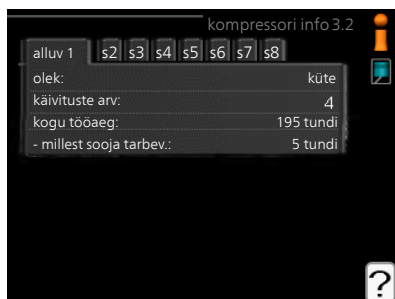 kompressori info 3.2
alluv 1 s2 s3 s4 s5 s6 s7 s8
olek: küte
käivituste arv: 4
kogu tööaeg: 195 tundi
- millest sooja tarbev.: 5 tundi
?